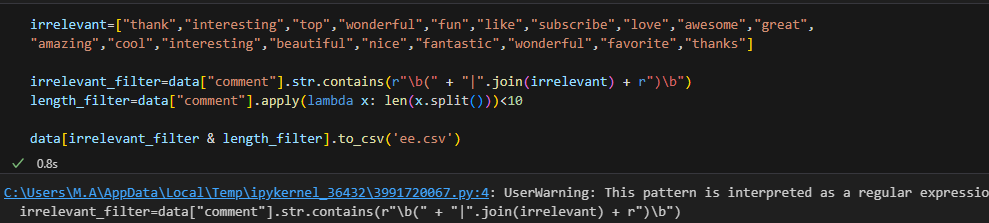 irrelevant=["thank","interesting","top","wonderful","fun","like","subscribe","love","awesome","great",
"amazing","cool","interesting","beautiful","nice","fantastic","wonderful","favorite","thanks"]
irrelevant_filter=data["comment"].str.contains(r"\b(" + "|".join(irrelevant) + r")\b")
length_filter=data["comment"].apply(lambda x: len(x.split()))<10
data[irrelevant_filter & length_filter].to_csv('ee.csv')
0.8s
C:\Users\M.A\AppData\Local\Temp\ipykernel_36432\3991720067.py:4: UserWarning: This pattern is interpreted as a regular expressio
irrelevant_filter=data["comment"].str.contains(r"\b(" + "|".join(irrelevant) + r")\b")